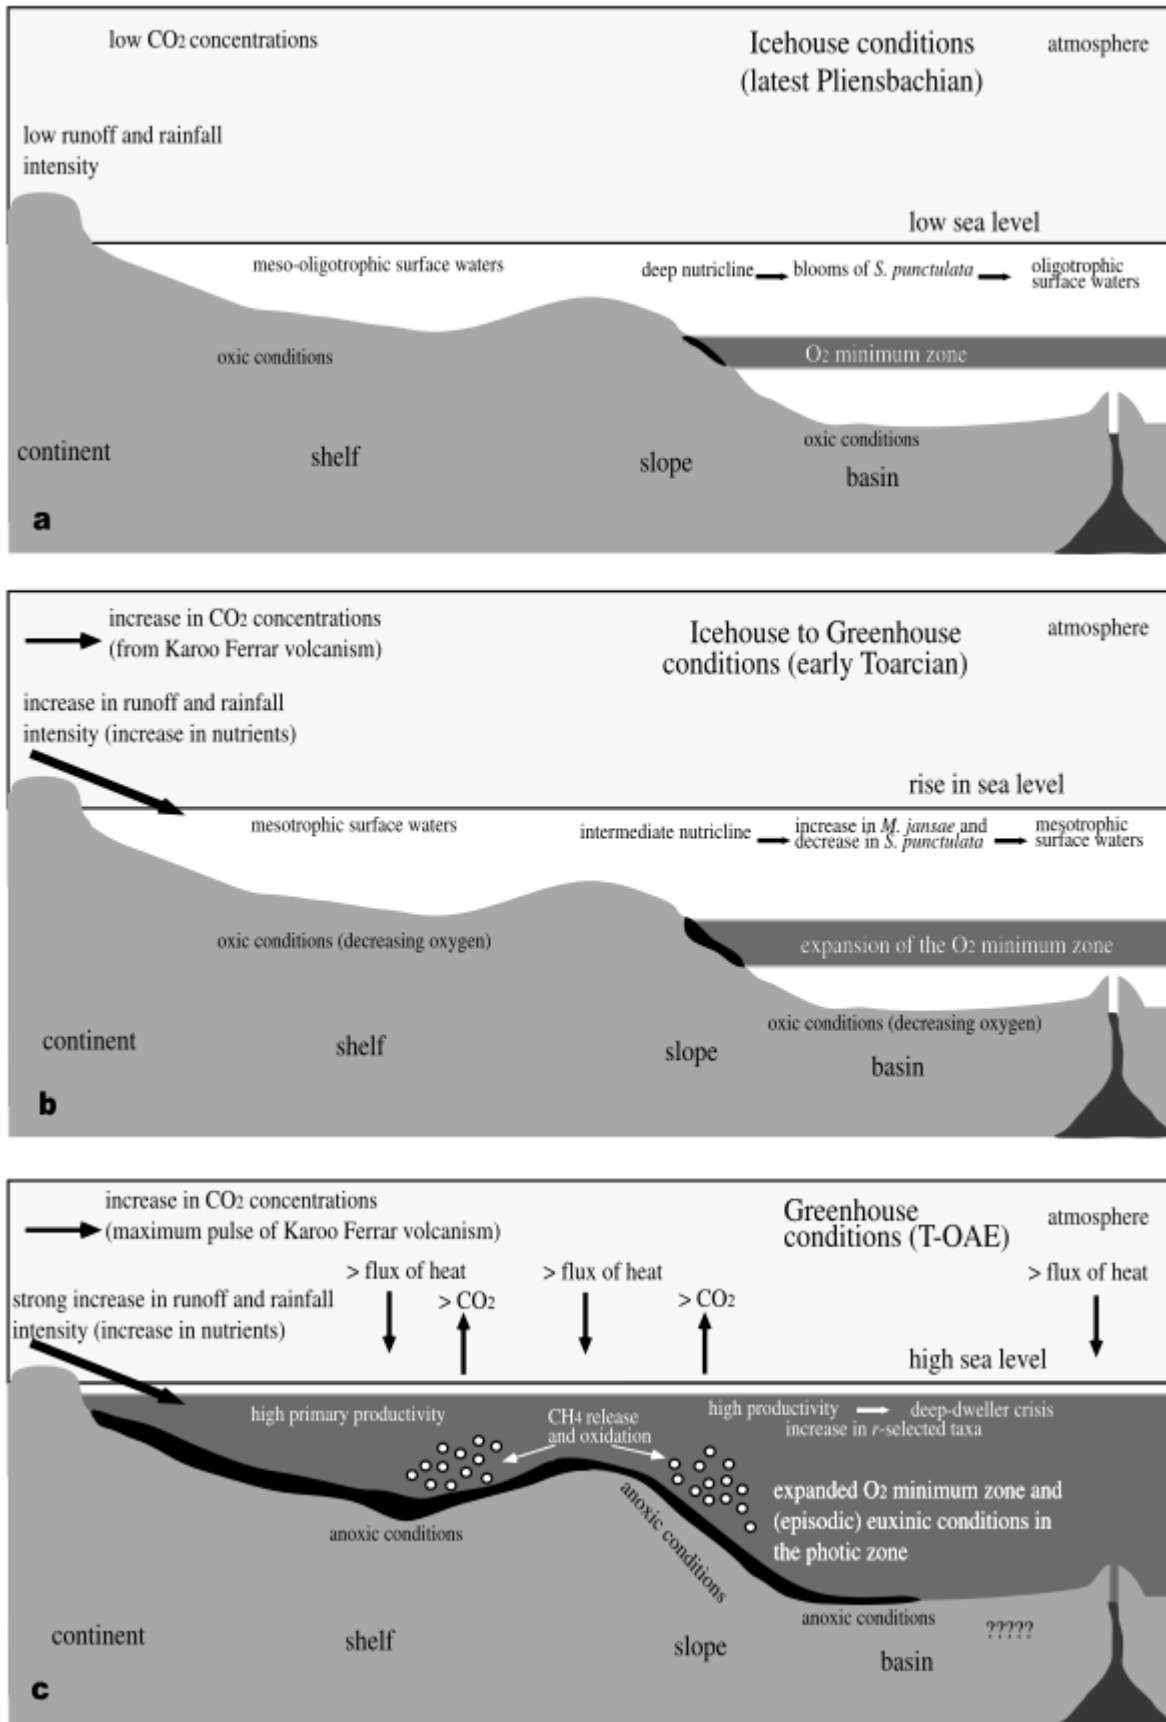 low CO2 concentrations
Icehouse conditions
(latest Pliensbachian)
atmosphere
low runoff and rainfall
intensity
low sea level
meso-oligotrophic surface waters
deep nutricline
blooms of S. punctulata
oligotrophic
surface waters
oxic conditions
O2 minimum zone
oxic conditions
continent
shelf
slope
basin
a
increase in CO2 concentrations
(from Karoo Ferrar volcanism)
Icehouse to Greenhouse
conditions (early Toarcian)
atmosphere
increase in runoff and rainfall
intensity (increase in nutrients)
rise in sea level
mesotrophic surface waters
intermediate nutricline
increase in M. jansae and
decrease in S. punctulata
mesotrophic
surface waters
oxic conditions (decreasing oxygen)
expansion of the O2 minimum zone
oxic conditions (decreasing oxygen)
continent
shelf
slope
basin
b
increase in CO2 concentrations
(maximum pulse of Karoo Ferrar volcanism)
Greenhouse
conditions (T-OAE)
atmosphere
> flux of heat
> flux of heat
> flux of heat
strong increase in runoff and rainfall
intensity (increase in nutrients)
> CO2
> CO2
high sea level
high primary productivity
CH4 release
and oxidation
high productivity
deep-dweller crisis
increase in r-selected taxa
expanded O2 minimum zone and
(episodic) euxinic conditions in
the photic zone
anoxic conditions
anoxic conditions
anoxic conditions
?????
continent
shelf
slope
basin
c